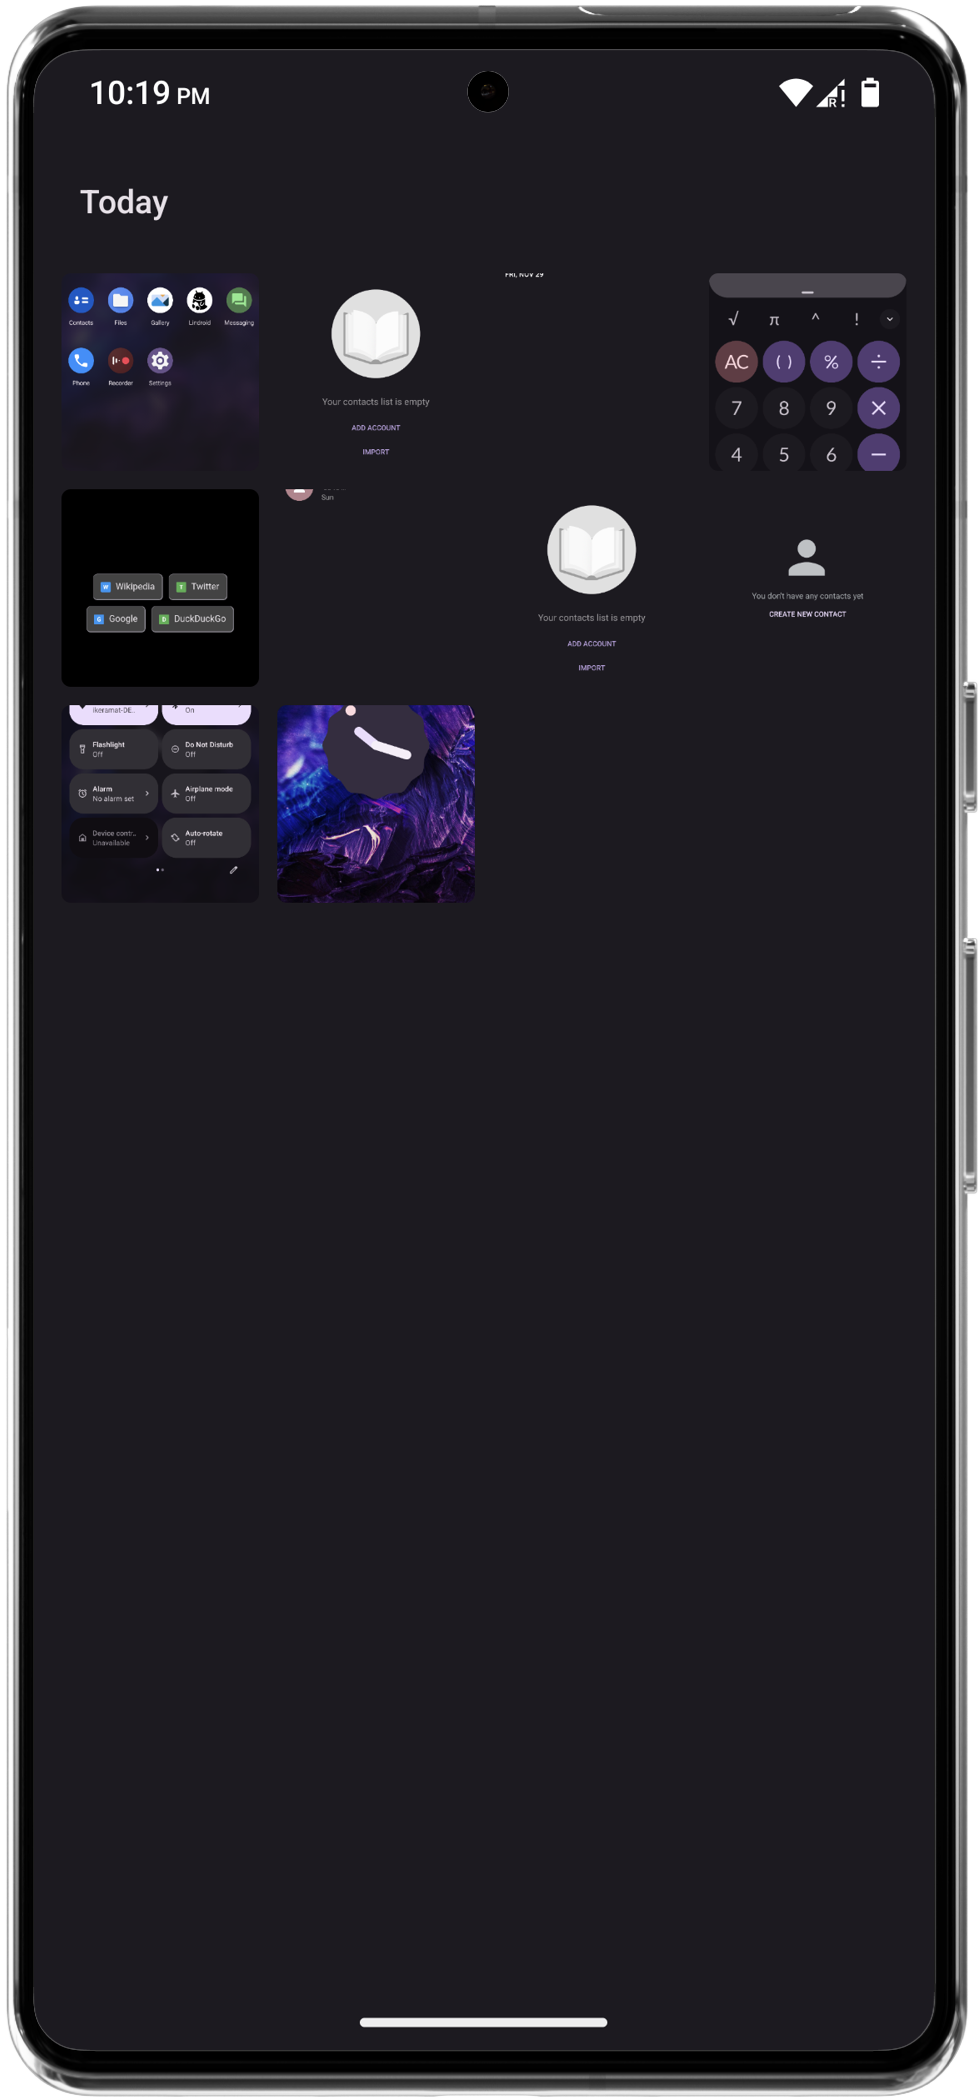 10:19 PM
R !
Today
Contacts Files Gallery Lindroid Messaging
Phone Recorder Settings
Your contacts list is empty
ADD ACCOUNT
IMPORT
FRI, NOV 29
√ π ^ !
AC ( ) % ÷
7 8 9 ×
4 5 6 −
W Wikipedia T Twitter
G Google D DuckDuckGo
Sun
Your contacts list is empty
ADD ACCOUNT
IMPORT
You don't have any contacts yet
CREATE NEW CONTACT
ikeramat-DE.. On
Flashlight Do Not Disturb
Off Off
Alarm Airplane mode
No alarm set Off
Device contr.. Auto-rotate
Unavailable Off